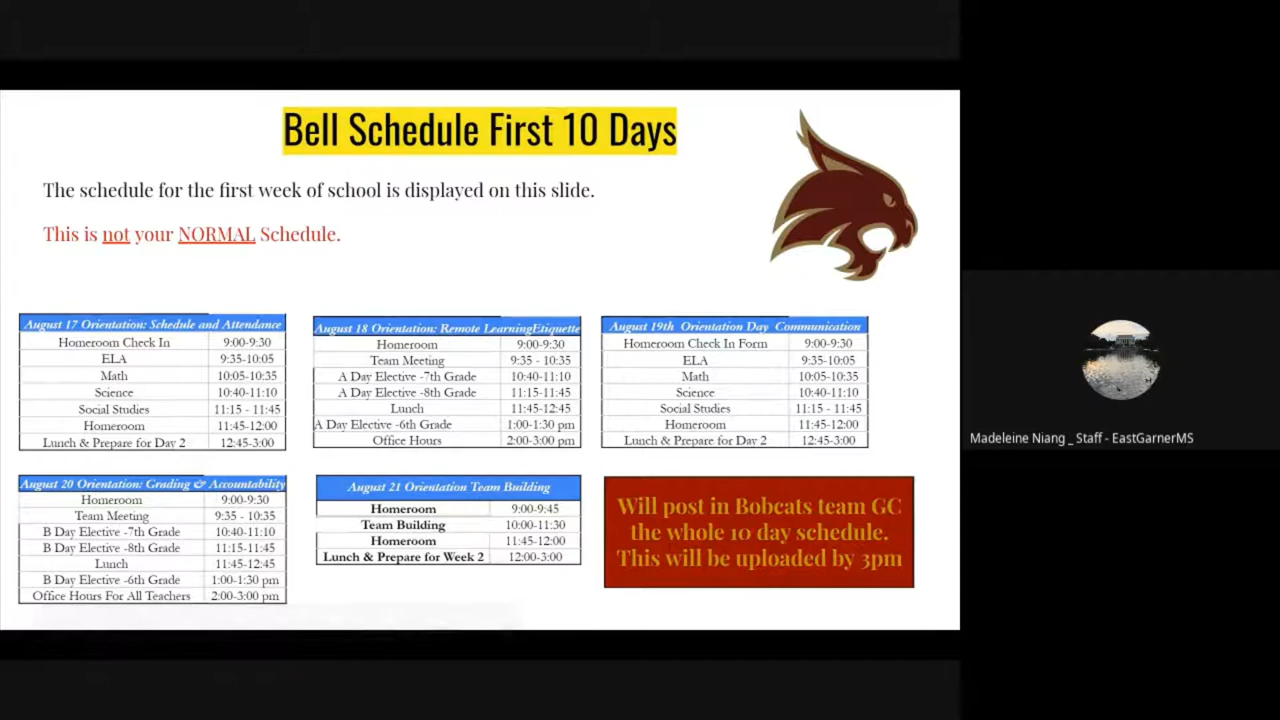 Bell Schedule First 10 Days
The schedule for the first week of school is displayed on this slide.
This is not your NORMAL Schedule.
August 17 Orientation: Schedule and Attendance
Homeroom Check In 9:00-9:30
ELA 9:35-10:05
Math 10:05-10:35
Science 10:40-11:10
Social Studies 11:15 - 11:45
Homeroom 11:45-12:00
Lunch & Prepare for Day 2 12:45-3:00
August 18 Orientation: Remote LearningEtiquette
Homeroom 9:00-9:30
Team Meeting 9:35 - 10:35
A Day Elective -7th Grade 10:40-11:10
A Day Elective -8th Grade 11:15-11:45
Lunch 11:45-12:45
A Day Elective -6th Grade 1:00-1:30 pm
Office Hours 2:00-3:00 pm
August 19th Orientation Day Communication
Homeroom Check In Form 9:00-9:30
ELA 9:35-10:05
Math 10:05-10:35
Science 10:40-11:10
Social Studies 11:15 - 11:45
Homeroom 11:45-12:00
Lunch & Prepare for Day 2 12:45-3:00
August 20 Orientation: Grading & Accountability
Homeroom 9:00-9:30
Team Meeting 9:35 - 10:35
B Day Elective -7th Grade 10:40-11:10
B Day Elective -8th Grade 11:15-11:45
Lunch 11:45-12:45
B Day Elective -6th Grade 1:00-1:30 pm
Office Hours For All Teachers 2:00-3:00 pm
August 21 Orientation Team Building
Homeroom 9:00-9:45
Team Building 10:00-11:30
Homeroom 11:45-12:00
Lunch & Prepare for Week 2 12:00-3:00
Will post in Bobcats team GC
the whole 10 day schedule.
This will be uploaded by 3pm
Madeleine Niang _ Staff - EastGarnerMS